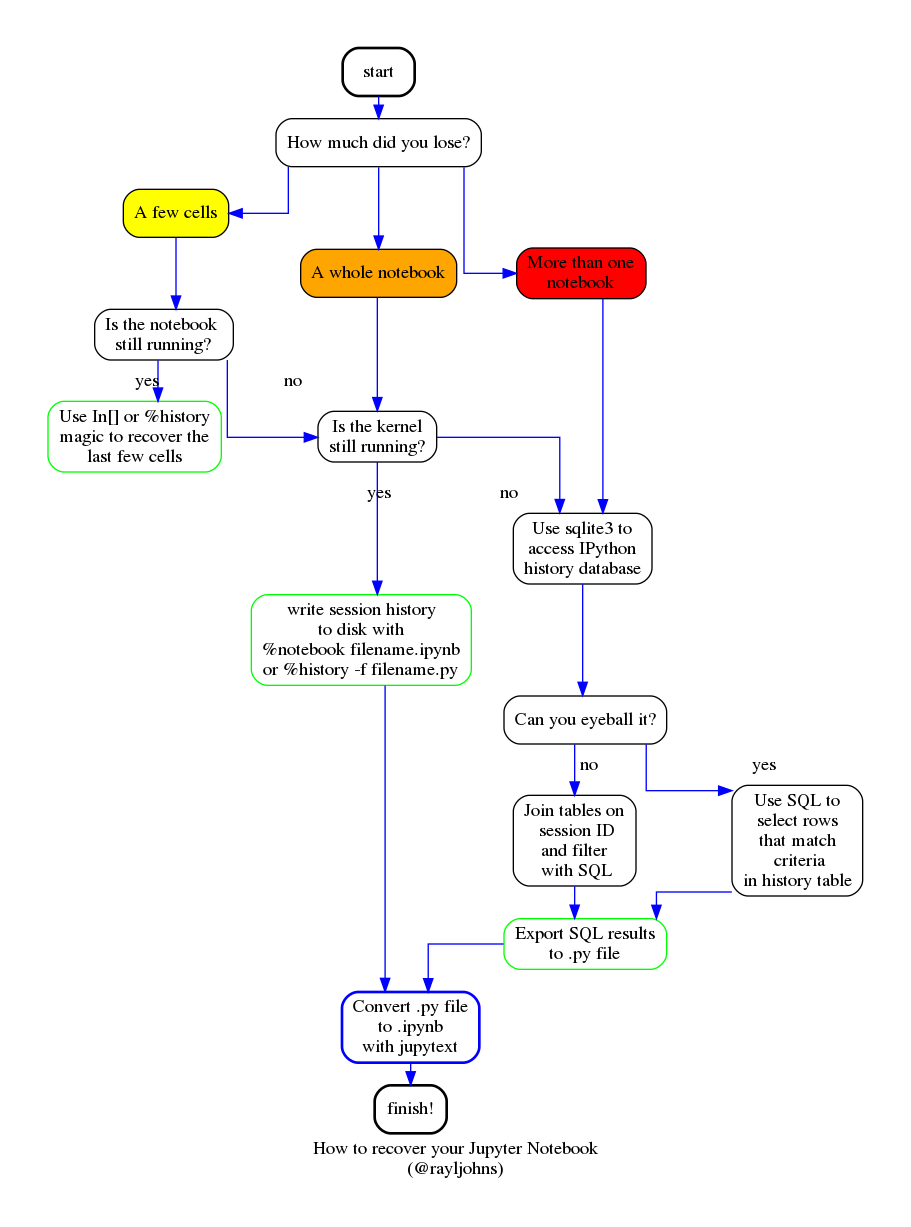 start
How much did you lose?
A few cells
A whole notebook
More than one
notebook
Is the notebook
still running?
yes
no
Use In[] or %history
magic to recover the
last few cells
Is the kernel
still running?
yes
no
Use sqlite3 to
access IPython
history database
write session history
to disk with
%notebook filename.ipynb
or %history -f filename.py
Can you eyeball it?
no
yes
Join tables on
session ID
and filter
with SQL
Use SQL to
select rows
that match
criteria
in history table
Export SQL results
to .py file
Convert .py file
to .ipynb
with jupytext
finish!
How to recover your Jupyter Notebook
(@rayljohns)